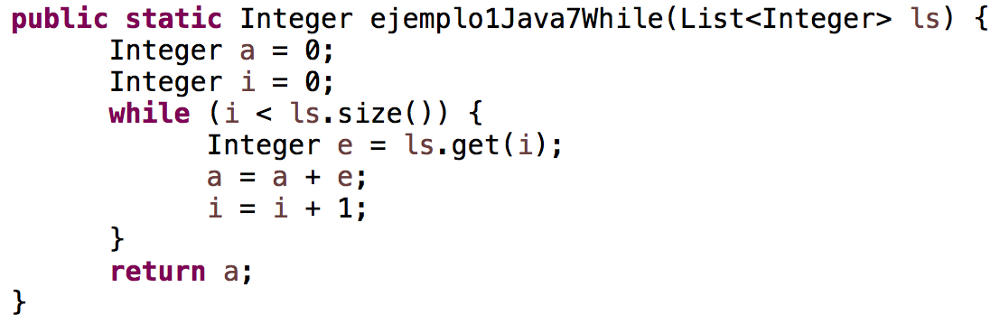 public static Integer ejemplo1Java7While(List<Integer> ls) {
Integer a = 0;
Integer i = 0;
while (i < ls.size()) {
Integer e = ls.get(i);
a = a + e;
i = i + 1;
}
return a;
}